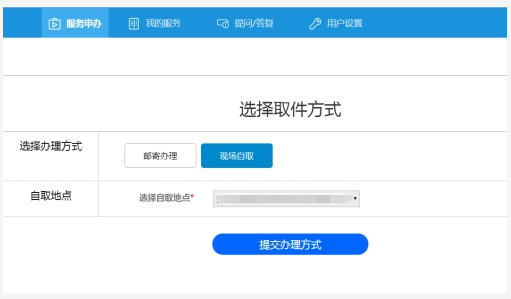 服务申办 我的服务 提问/答复 用户设置
选择取件方式
选择办理方式 邮寄办理 现场自取
自取地点 选择自取地点*
提交办理方式